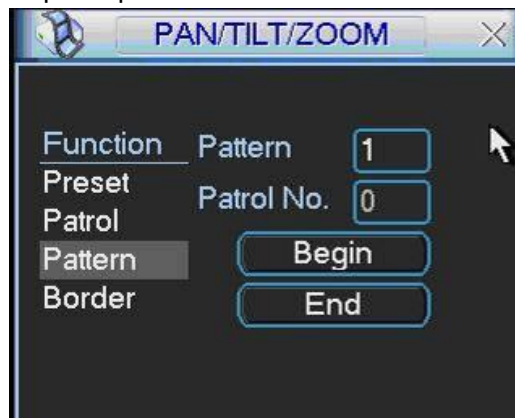 PAN/TILT/ZOOM
Function
Preset
Patrol
Pattern
Border
Pattern 1
Patrol No. 0
Begin
End